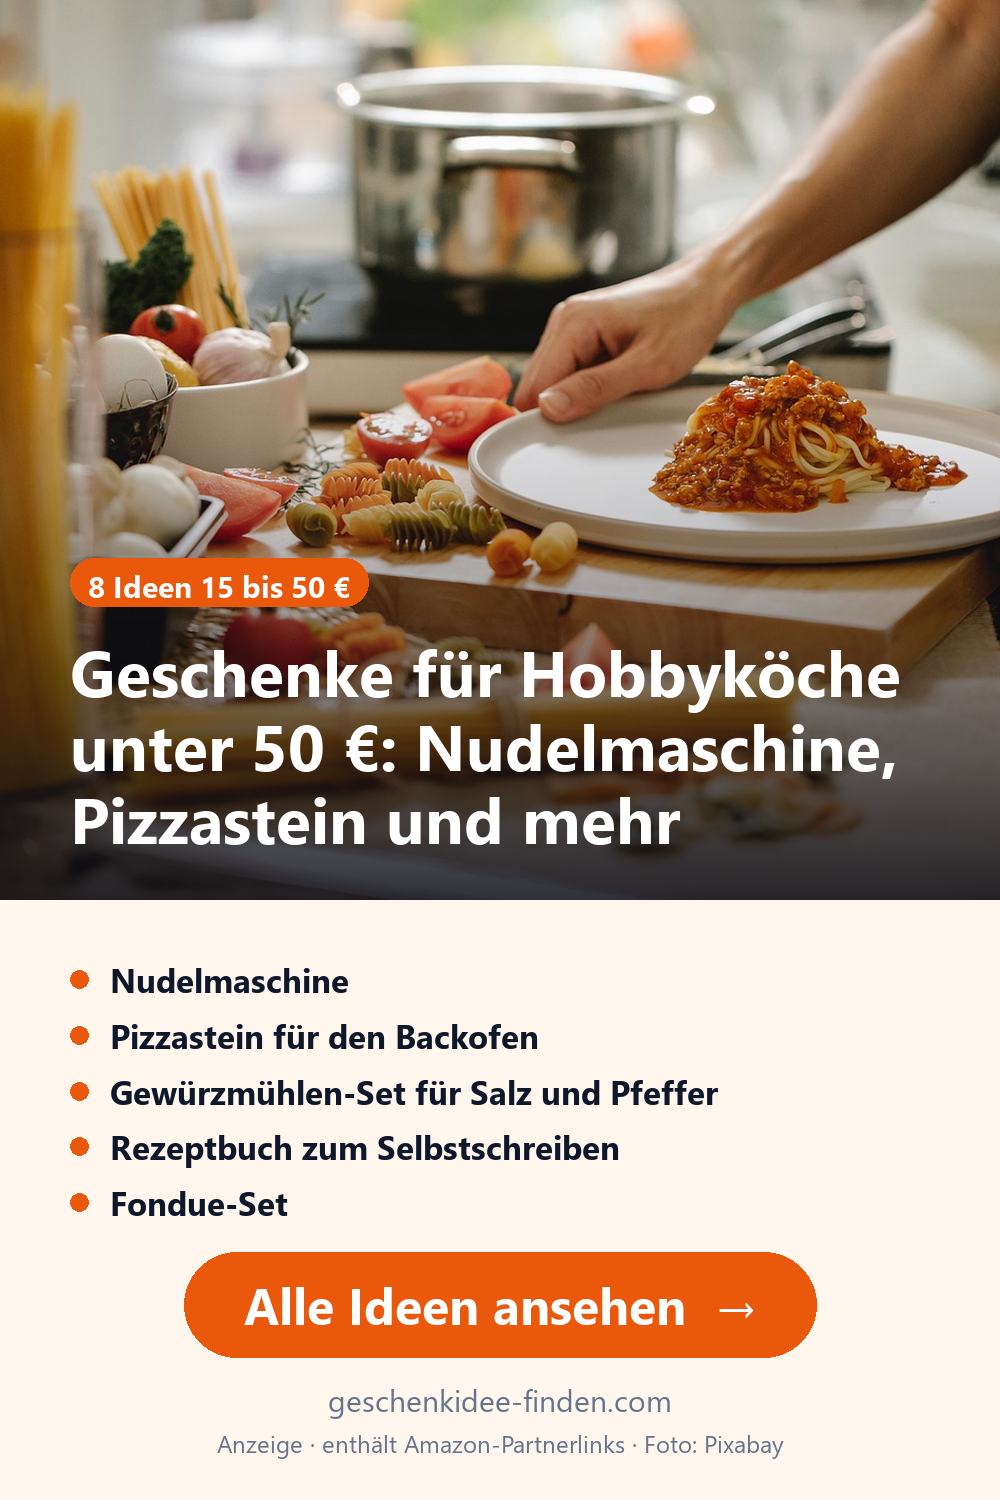 8 Ideen 15 bis 50 €
Geschenke für Hobbyköche
unter 50 €: Nudelmaschine,
Pizzastein und mehr
Nudelmaschine
Pizzastein für den Backofen
Gewürzmühlen-Set für Salz und Pfeffer
Rezeptbuch zum Selbstschreiben
Fondue-Set
Alle Ideen ansehen →
geschenkidee-finden.com
Anzeige · enthält Amazon-Partnerlinks · Foto: Pixabay